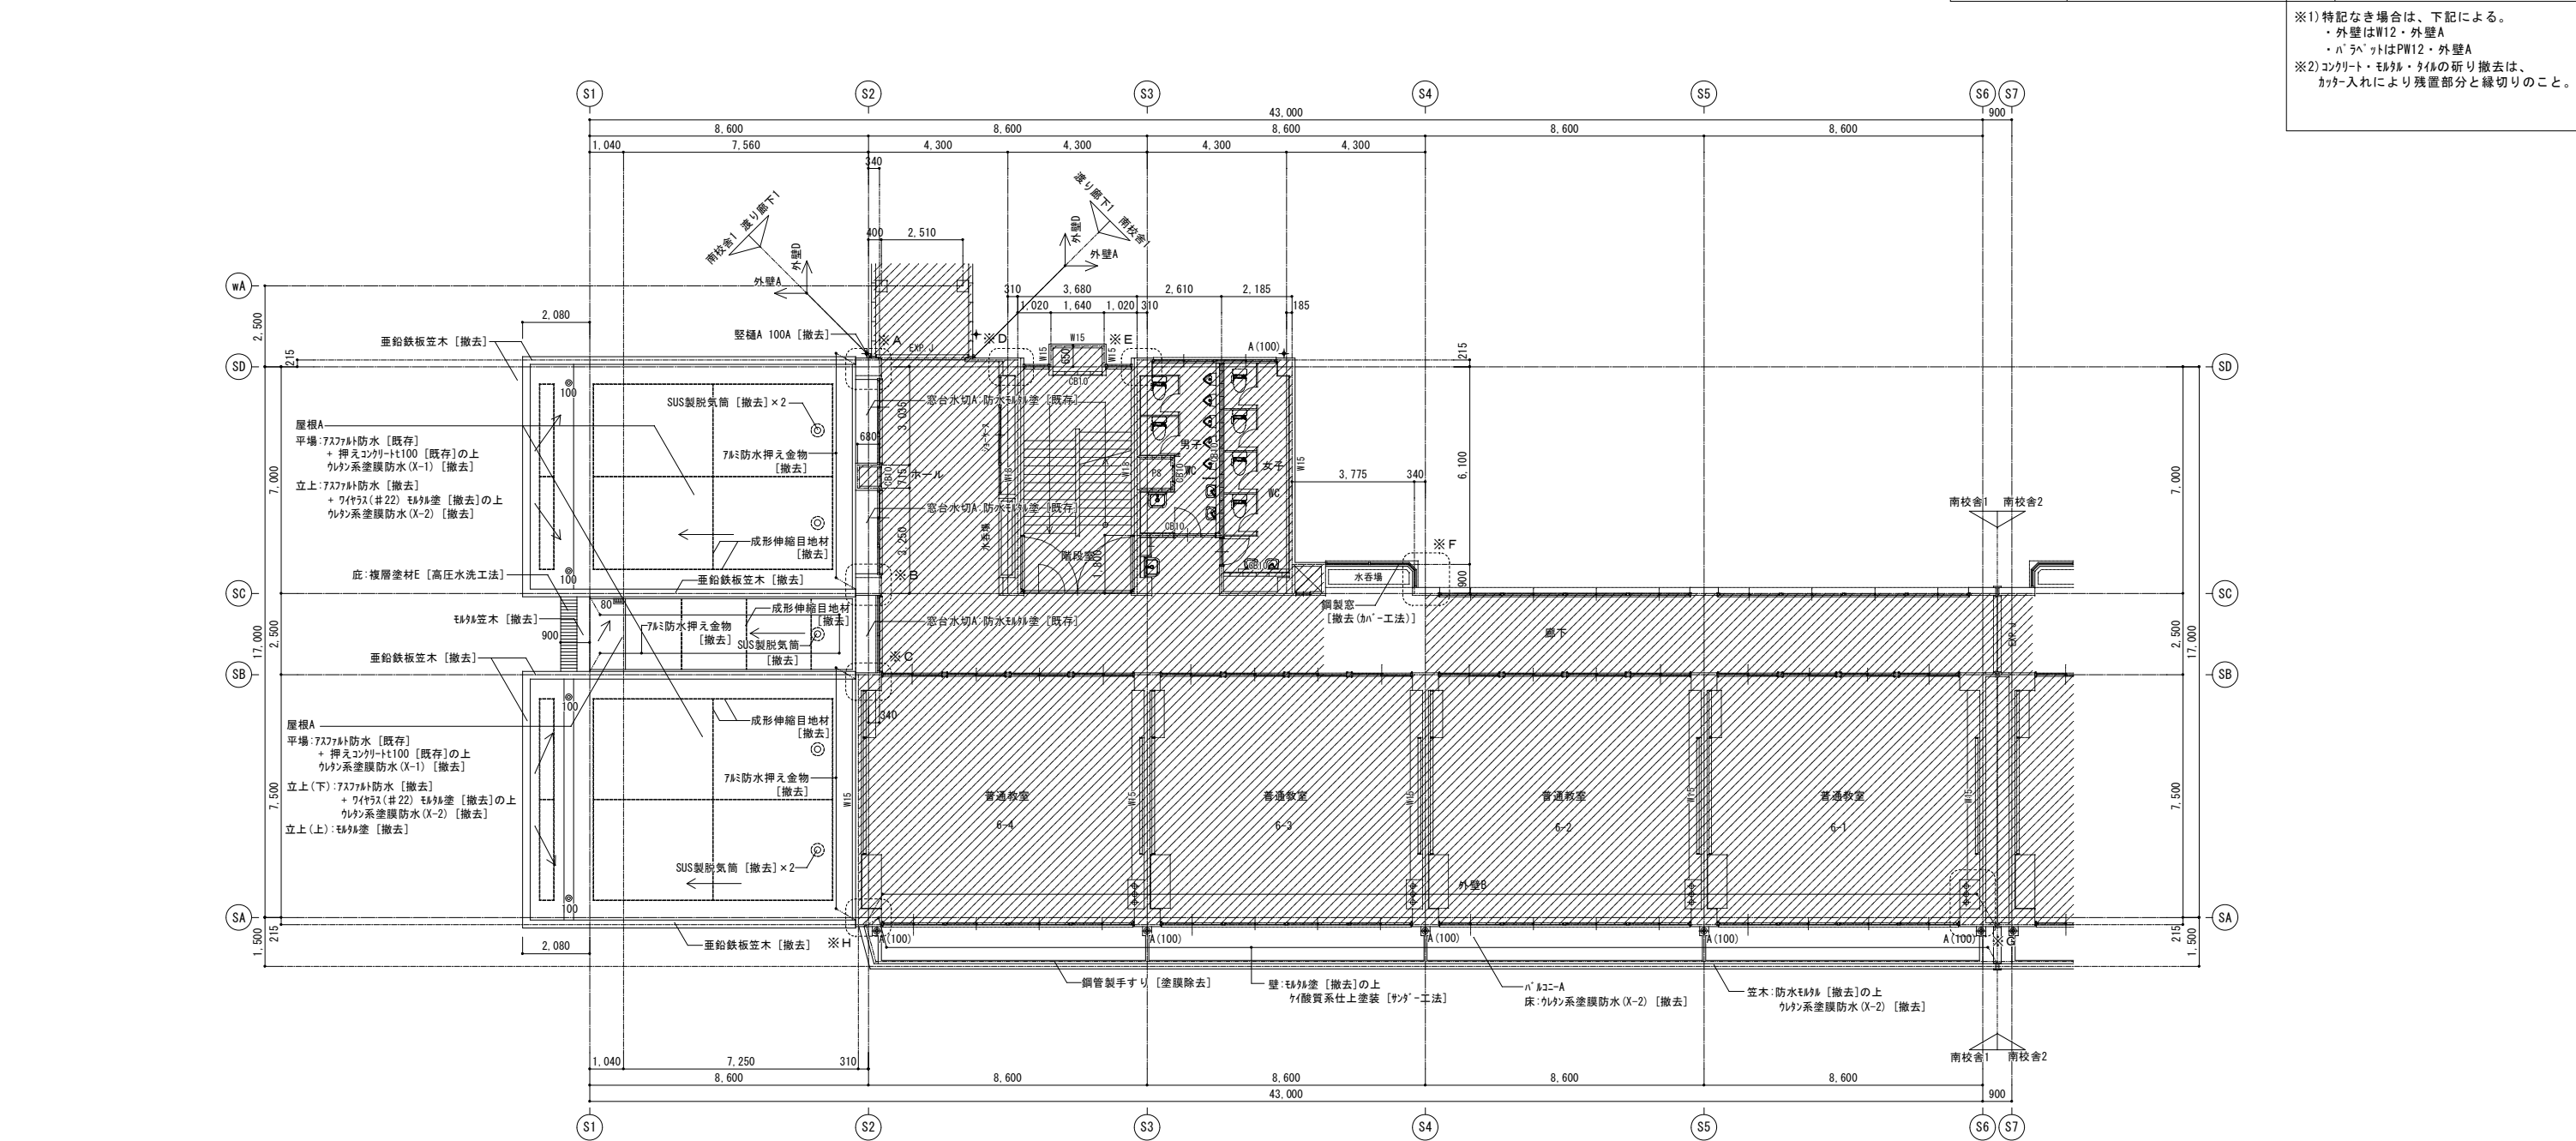 ※1)特記なき場合は、下記による。
・外壁はW12・外壁A
・パラペットはPW12・外壁A
※2)コンクリート・モルタル・タイルの斫り撤去は、
カッター入れにより残置部分と縁切りのこと。
S1
S2
S3
S4
S5
S6
S7
43,000
8,600
8,600
8,600
8,600
8,600
900
1,040
7,560
4,300
4,300
4,300
4,300
340
南校舎1
渡り廊下1
外壁D
外壁A
渡り廊下1
南校舎1
外壁D
外壁A
400
2,510
310
3,680
2,610
2,185
1,020
1,640
1,020
310
185
wA
2,500
215
2,080
亜鉛鉄板笠木 [撤去]
竪樋A 100A [撤去]
※A
EXP.J
※D
※E
W15
W15
650
W15
CB10
A(100)
215
SD
SD
100
SUS製脱気筒 [撤去]×2
窓台水切A:防水モルタル塗 [既存]
3,035
屋根A
平場:アスファルト防水 [既存]
+ 押えコンクリートt100 [既存]の上
ウレタン系塗膜防水(X-1) [撤去]
立上:アスファルト防水 [撤去]
+ ワイヤラス(#22) モルタル塗 [撤去]の上
ウレタン系塗膜防水(X-2) [撤去]
アルミ防水押え金物
[撤去]
680
715
CB10
ホール
ショーケース
W18
W18
男子
WC
PS
CB10
CB10
CB10
女子
WC
W15
3,775
340
6,100
7,000
7,000
窓台水切A:防水モルタル塗 [既存]
水呑場
3,250
階段室
1,800
成形伸縮目地材
[撤去]
南校舎1
南校舎2
※F
水呑場
900
庇:複層塗材E [高圧水洗工法]
100
亜鉛鉄板笠木 [撤去]
※B
SC
SC
80
成形伸縮目地材
[撤去]
モルタル笠木 [撤去]
900
アルミ防水押え金物
[撤去]
SUS製脱気筒
[撤去]
窓台水切A:防水モルタル塗 [既存]
鋼製窓
[撤去(カバー工法)]
廊下
EXP.J
2,500
17,000
2,500
17,000
亜鉛鉄板笠木 [撤去]
※C
SB
SB
100
340
成形伸縮目地材
[撤去]
屋根A
平場:アスファルト防水 [既存]
+ 押えコンクリートt100 [既存]の上
ウレタン系塗膜防水(X-1) [撤去]
立上(下):アスファルト防水 [撤去]
+ ワイヤラス(#22) モルタル塗 [撤去]の上
ウレタン系塗膜防水(X-2) [撤去]
立上(上):モルタル塗 [撤去]
アルミ防水押え金物
[撤去]
W15
普通教室
6-4
W15
普通教室
6-3
W15
普通教室
6-2
W15
普通教室
6-1
W15
7,500
7,500
SUS製脱気筒 [撤去]×2
外壁B
100
SA
SA
1,500
215
2,080
亜鉛鉄板笠木 [撤去]
※H
A(100)
A(100)
A(100)
A(100)
A(100)
※G
215
1,500
鋼管製手すり [塗膜除去]
壁:モルタル塗 [撤去]の上
ケイ酸質系仕上塗装 [サンダー工法]
バルコニーA
床:ウレタン系塗膜防水(X-2) [撤去]
笠木:防水モルタル [撤去]の上
ウレタン系塗膜防水(X-2) [撤去]
南校舎1
南校舎2
1,040
7,250
310
8,600
8,600
8,600
8,600
8,600
900
43,000
S1
S2
S3
S4
S5
S6
S7